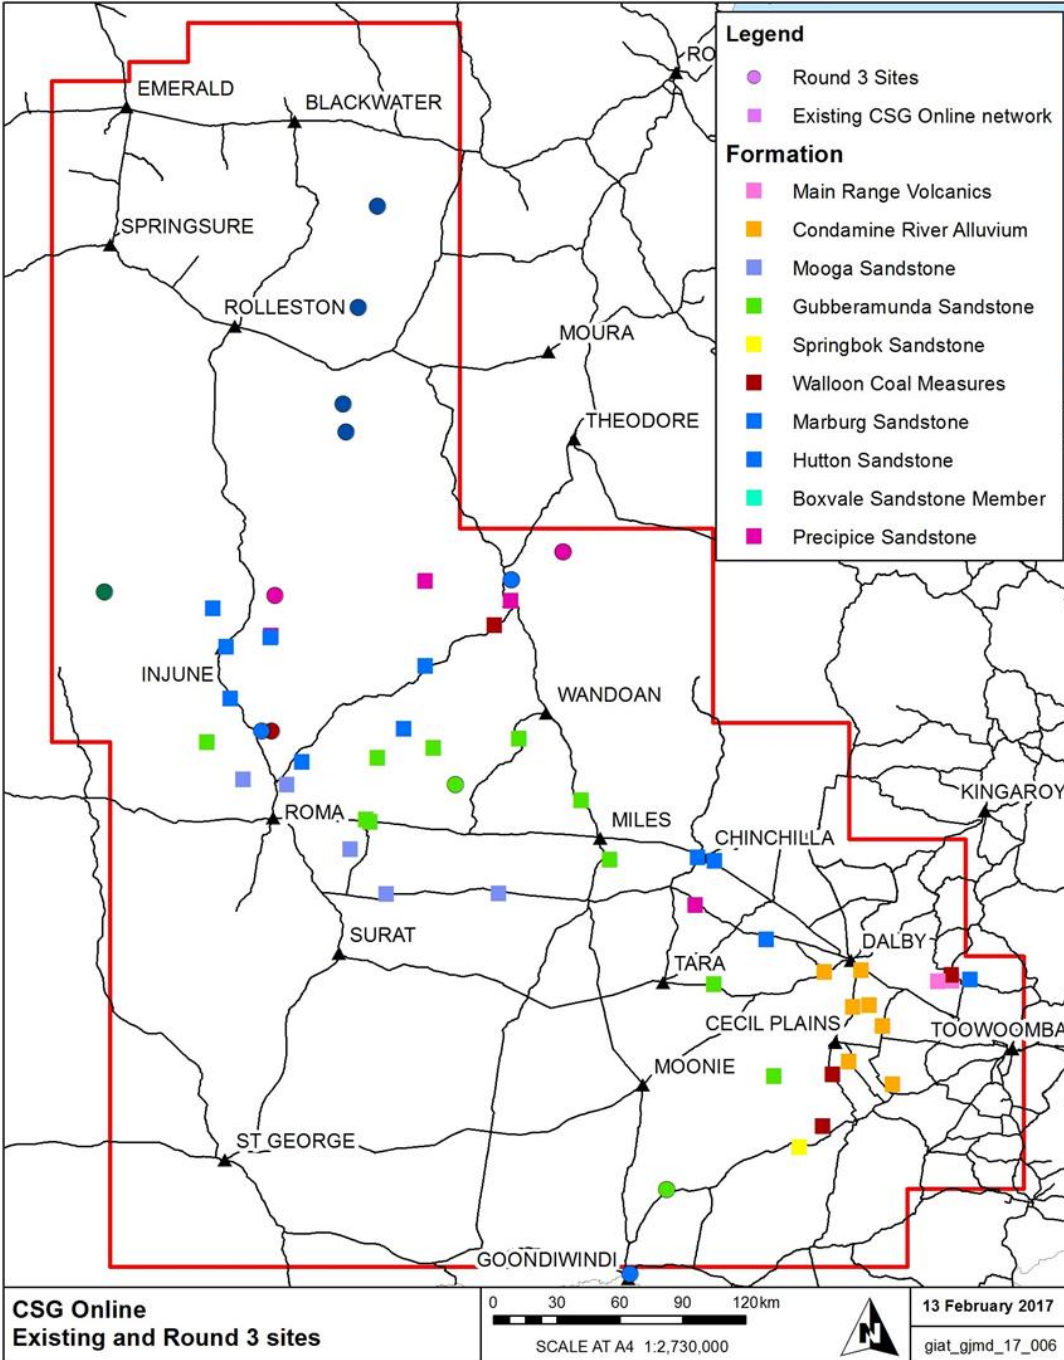 Legend
Round 3 Sites
Existing CSG Online network
Formation
Main Range Volcanics
Condamine River Alluvium
Mooga Sandstone
Gubberamunda Sandstone
Springbok Sandstone
Walloon Coal Measures
Marburg Sandstone
Hutton Sandstone
Boxvale Sandstone Member
Precipice Sandstone
RO
EMERALD
BLACKWATER
SPRINGSURE
ROLLESTON
MOURA
THEODORE
INJUNE
WANDOAN
KINGAROY
ROMA
MILES
CHINCHILLA
SURAT
DALBY
TARA
CECIL PLAINS
TOOWOOMBA
MOONIE
ST GEORGE
GOONDIWINDI
CSG Online
Existing and Round 3 sites
0 30 60 90 120km
SCALE AT A4 1:2,730,000
N
13 February 2017
giat_gjmd_17_006